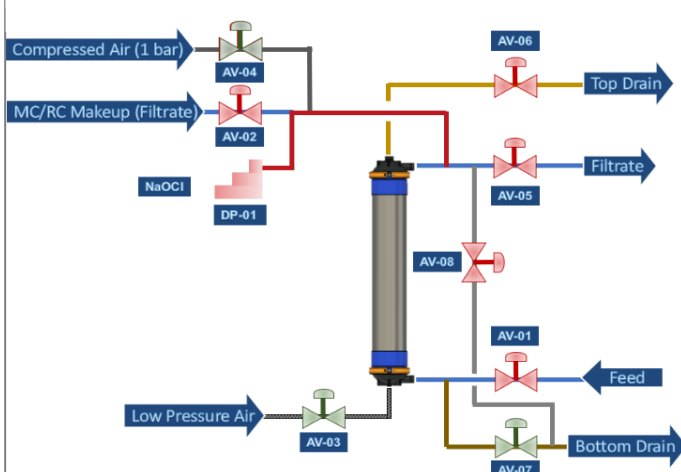 AV-06
Compressed Air (1 bar)
AV-04
Top Drain
MC/RC Makeup (Filtrate)
AV-02
Filtrate
NaOCl
DP-01
AV-05
AV-08
AV-01
Feed
Low Pressure Air
AV-03
Bottom Drain
AV-07